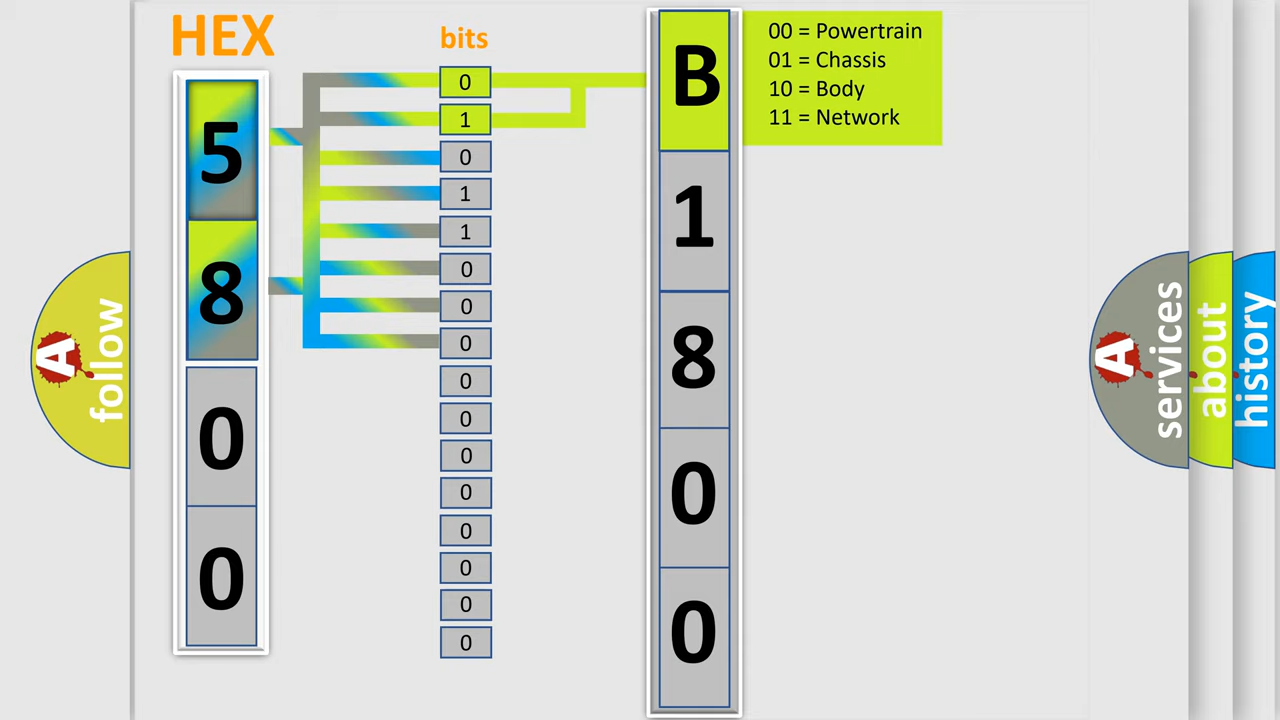 HEX
bits
5
8
0
0
0
1
0
1
1
0
0
0
0
0
0
0
0
0
0
0
B
1
8
0
0
00 = Powertrain
01 = Chassis
10 = Body
11 = Network
A
follow
A
services
about
history